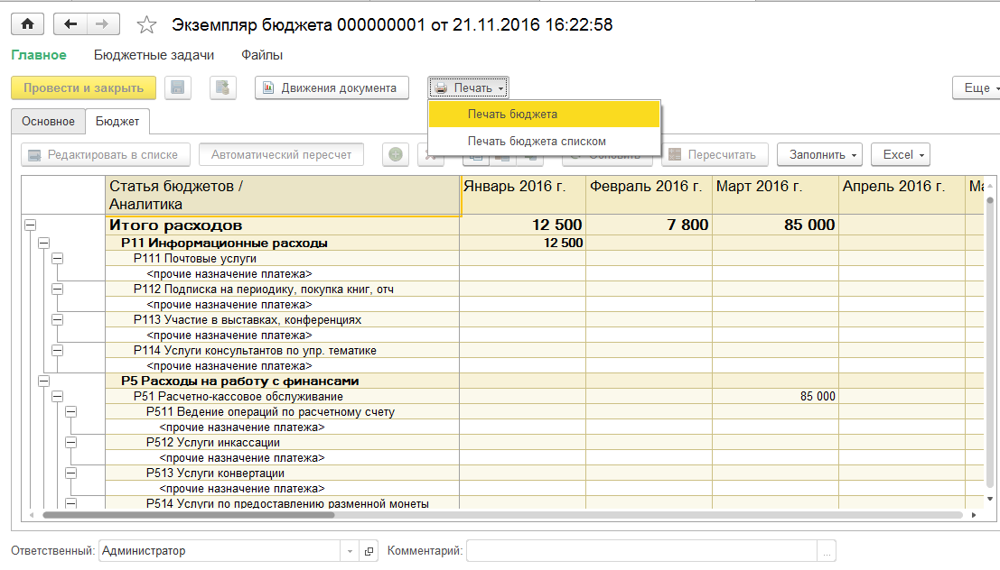 Экземпляр бюджета 000000001 от 21.11.2016 16:22:58
Главное Бюджетные задачи Файлы
Провести и закрыть Движения документа Печать Еще
Печать бюджета
Печать бюджета списком
Основное Бюджет
Редактировать в списке Автоматический пересчет Обновить Пересчитать Заполнить Excel
Статья бюджетов / Январь 2016 г. Февраль 2016 г. Март 2016 г. Апрель 2016 г.
Аналитика
Итого расходов 12 500 7 800 85 000
Р11 Информационные расходы 12 500
Р111 Почтовые услуги
<прочие назначение платежа>
Р112 Подписка на периодику, покупка книг, отч
<прочие назначение платежа>
Р113 Участие в выставках, конференциях
<прочие назначение платежа>
Р114 Услуги консультантов по упр. тематике
<прочие назначение платежа>
Р5 Расходы на работу с финансами
Р51 Расчетно-кассовое обслуживание 85 000
Р511 Ведение операций по расчетному счету
<прочие назначение платежа>
Р512 Услуги инкассации
<прочие назначение платежа>
Р513 Услуги конвертации
<прочие назначение платежа>
Р514 Услуги по предоставлению разменной монеты
Ответственный: Администратор ... Комментарий: ...